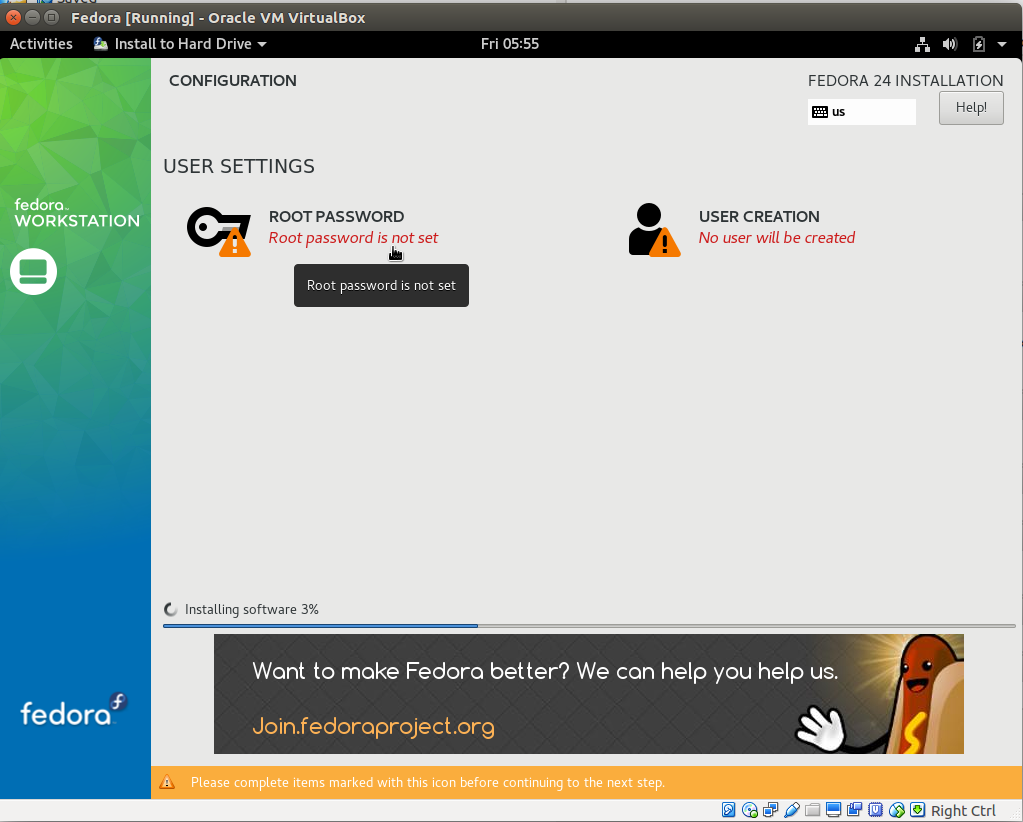 Saved
Fedora [Running] - Oracle VM VirtualBox
Activities Install to Hard Drive Fri 05:55
CONFIGURATION
FEDORA 24 INSTALLATION
us
Help!
USER SETTINGS
fedora™
WORKSTATION
ROOT PASSWORD
Root password is not set
Root password is not set
USER CREATION
No user will be created
Installing software 3%
Want to make Fedora better? We can help you help us.
Join.fedoraproject.org
fedora™
Please complete items marked with this icon before continuing to the next step.
Right Ctrl